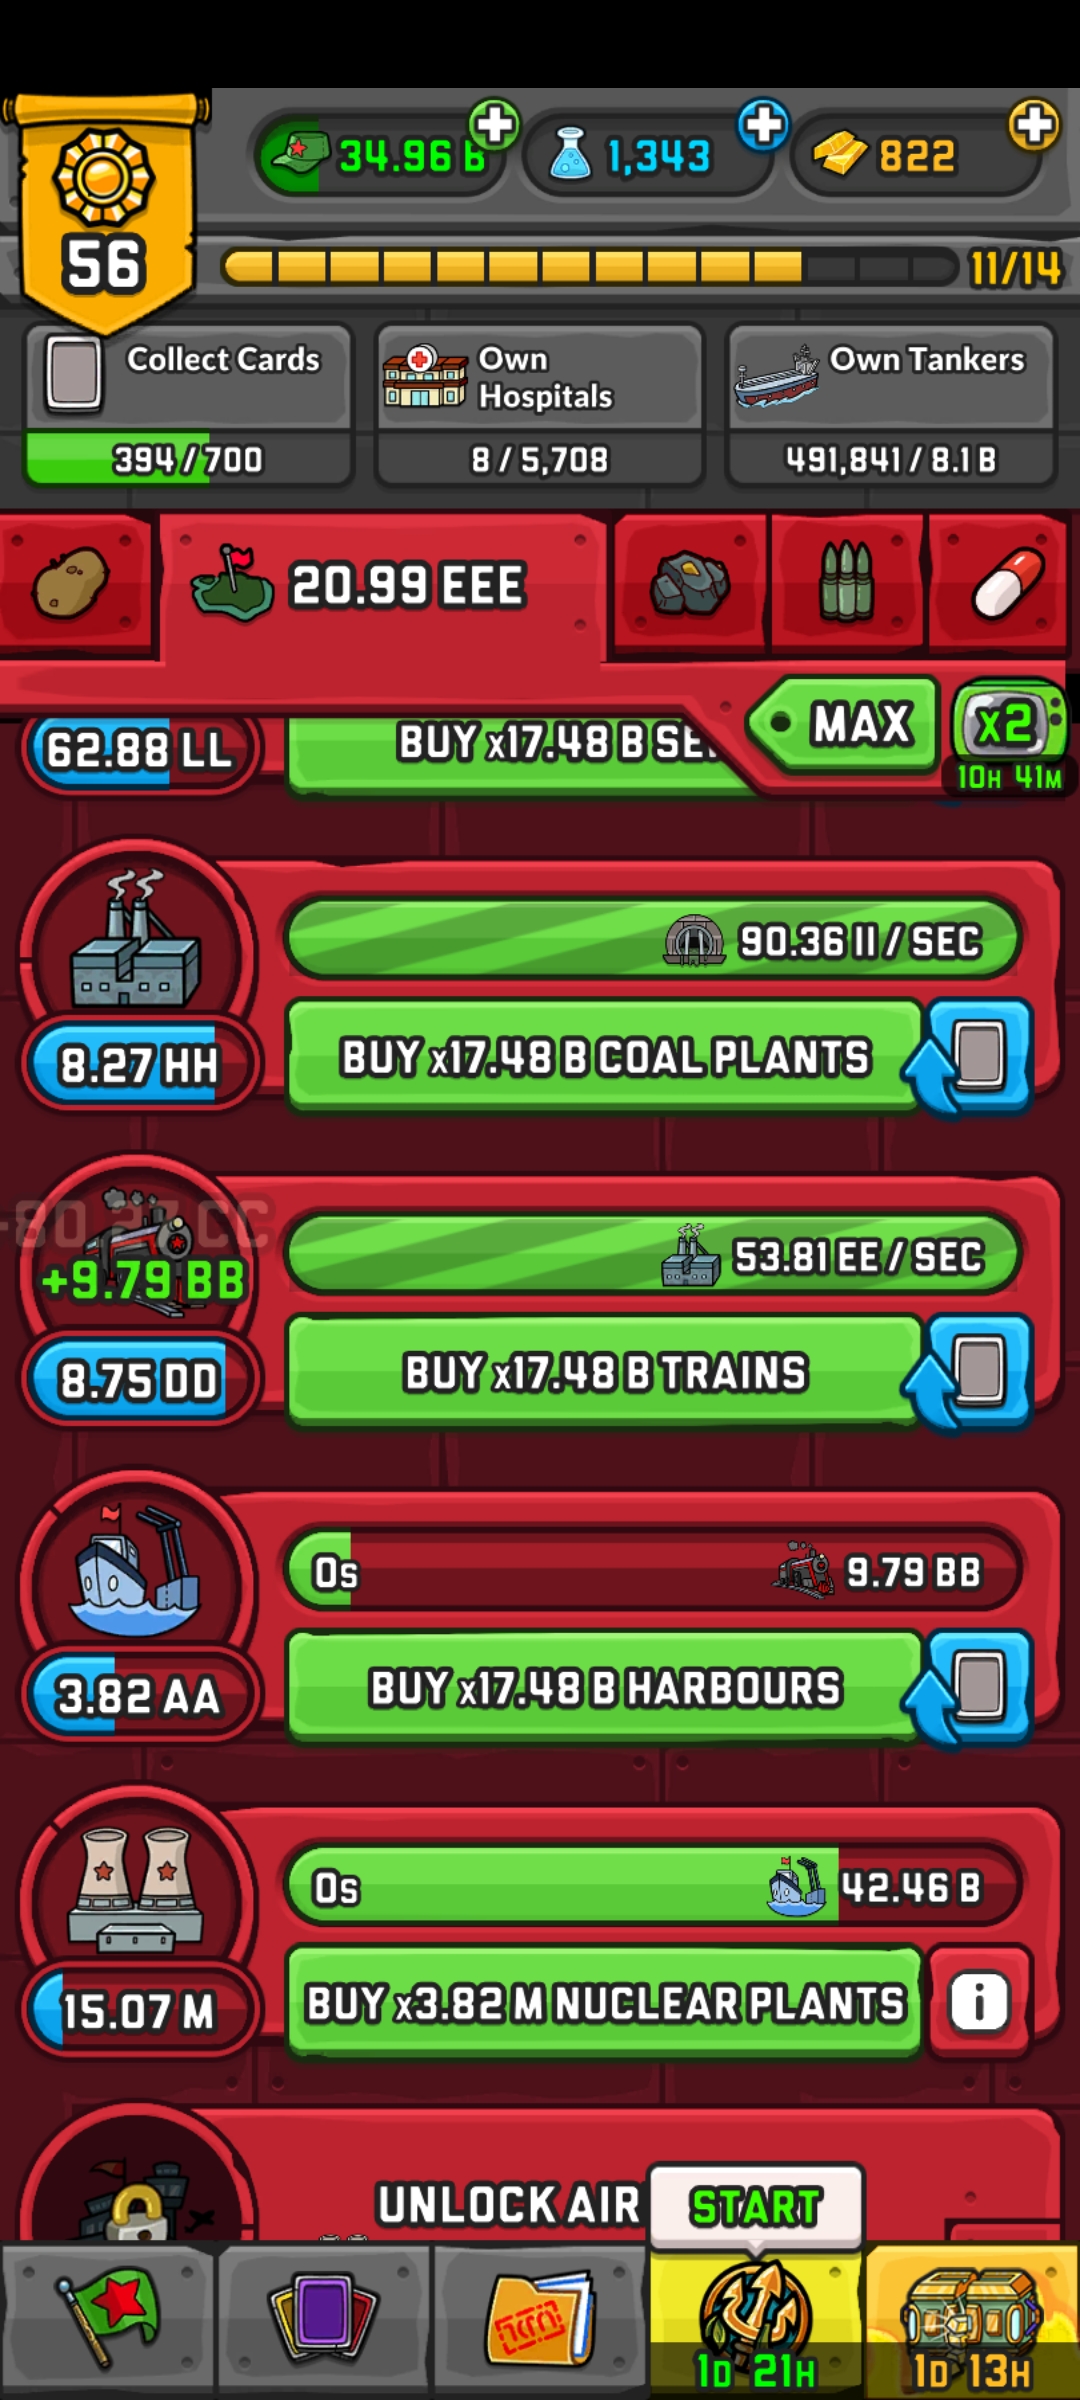 34.96 B
1,343
822
56
11/14
Collect Cards
394/700
Own
Hospitals
8/5,708
Own Tankers
491,841/8.1 B
20.99 EEE
MAX
X2
10H 41M
62.88 LL
BUY x17.48 B SE
90.36 II / SEC
8.27 HH
BUY x17.48 B COAL PLANTS
-80.27 CC
+9.79 BB
53.81 EE / SEC
8.75 DD
BUY x17.48 B TRAINS
0s
9.79 BB
3.82 AA
BUY x17.48 B HARBOURS
0s
42.46 B
15.07 M
BUY x3.82 M NUCLEAR PLANTS
i
UNLOCK AIR
START
1D 21H
1D 13H